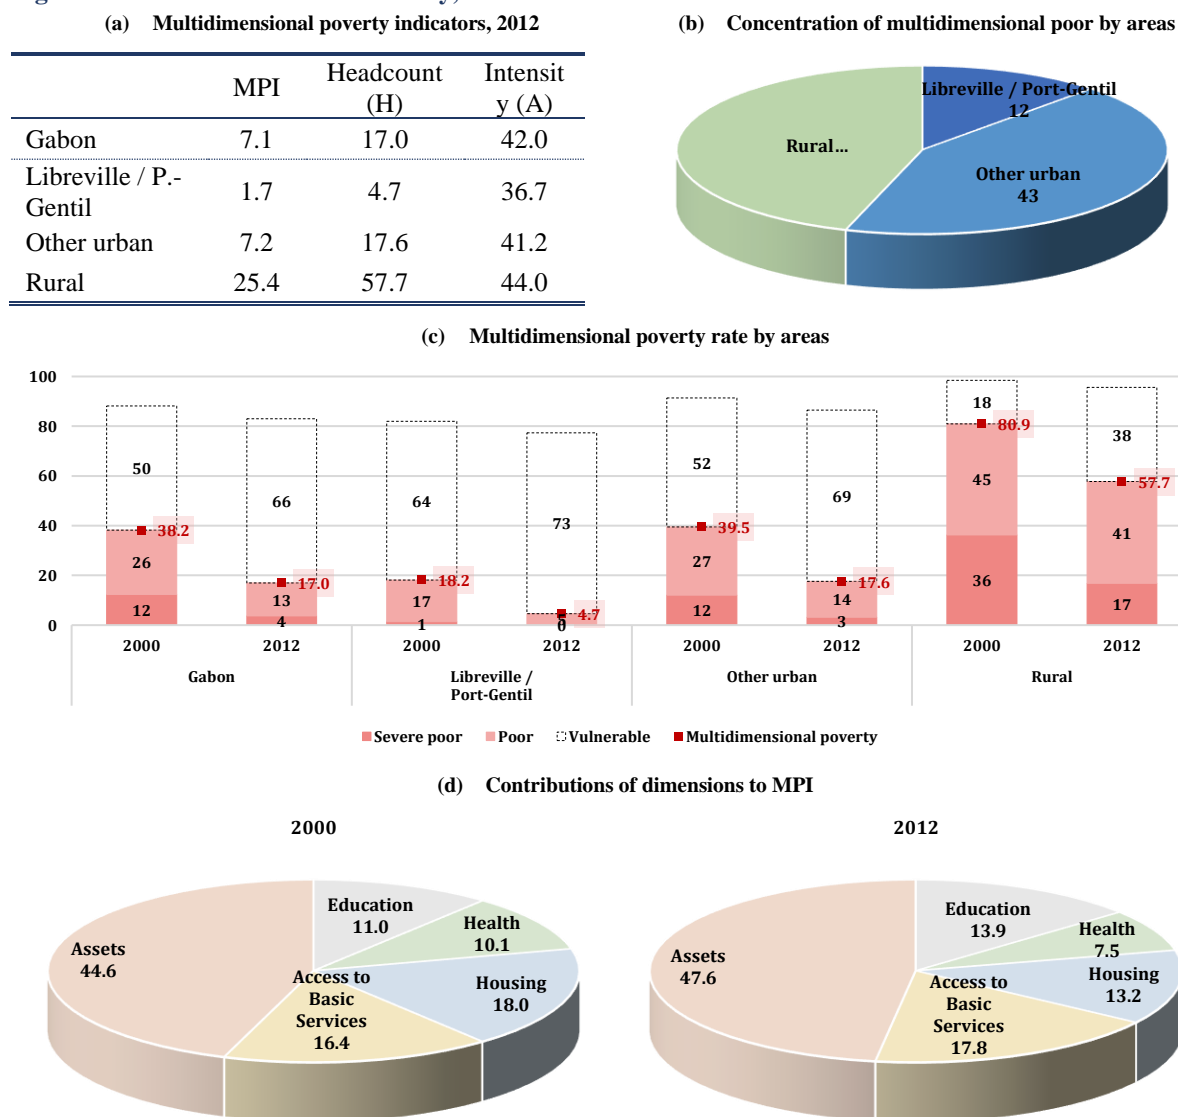 (a) Multidimensional poverty indicators, 2012
(b) Concentration of multidimensional poor by areas
MPI Headcount (H) Intensit y (A)
Gabon 7.1 17.0 42.0
Libreville / P.-Gentil 1.7 4.7 36.7
Other urban 7.2 17.6 41.2
Rural 25.4 57.7 44.0
Libreville / Port-Gentil
12
Other urban
43
Rural...
(c) Multidimensional poverty rate by areas
100
80
60
40
20
0
50
38.2
26
12
66
17.0
13
4
64
18.2
17
1
73
4.7
0
52
39.5
27
12
69
17.6
14
3
18
80.9
45
36
38
57.7
41
17
2000 2012 2000 2012 2000 2012 2000 2012
Gabon
Libreville /
Port-Gentil
Other urban
Rural
Severe poor Poor Vulnerable Multidimensional poverty
(d) Contributions of dimensions to MPI
2000
Education
11.0
Health
10.1
Housing
18.0
Access to
Basic
Services
16.4
Assets
44.6
2012
Education
13.9
Health
7.5
Housing
13.2
Access to
Basic
Services
17.8
Assets
47.6